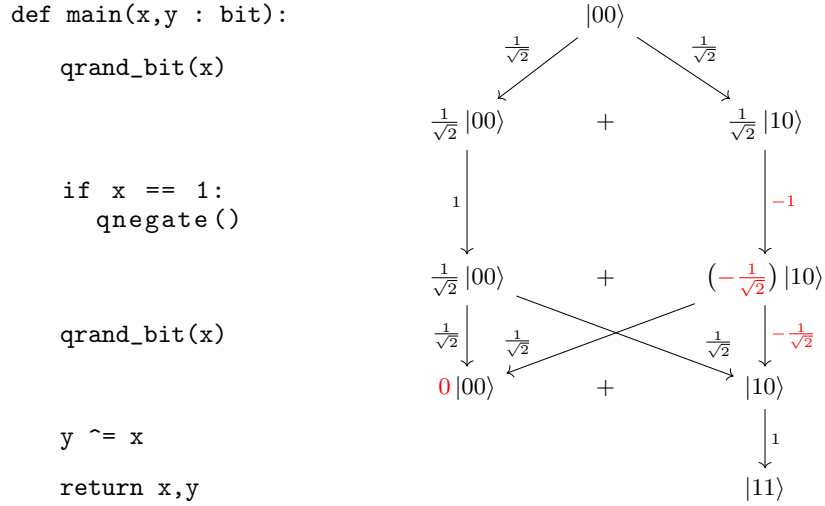 def main(x,y : bit): |00⟩
1/√2 1/√2
qrand_bit(x)
1/√2 |00⟩ + 1/√2 |10⟩
if x == 1:
1 −1
qnegate()
1/√2 |00⟩ + (−1/√2) |10⟩
qrand_bit(x) 1/√2 1/√2 1/√2 −1/√2
0 |00⟩ + |10⟩
y ^= x 1
return x,y |11⟩